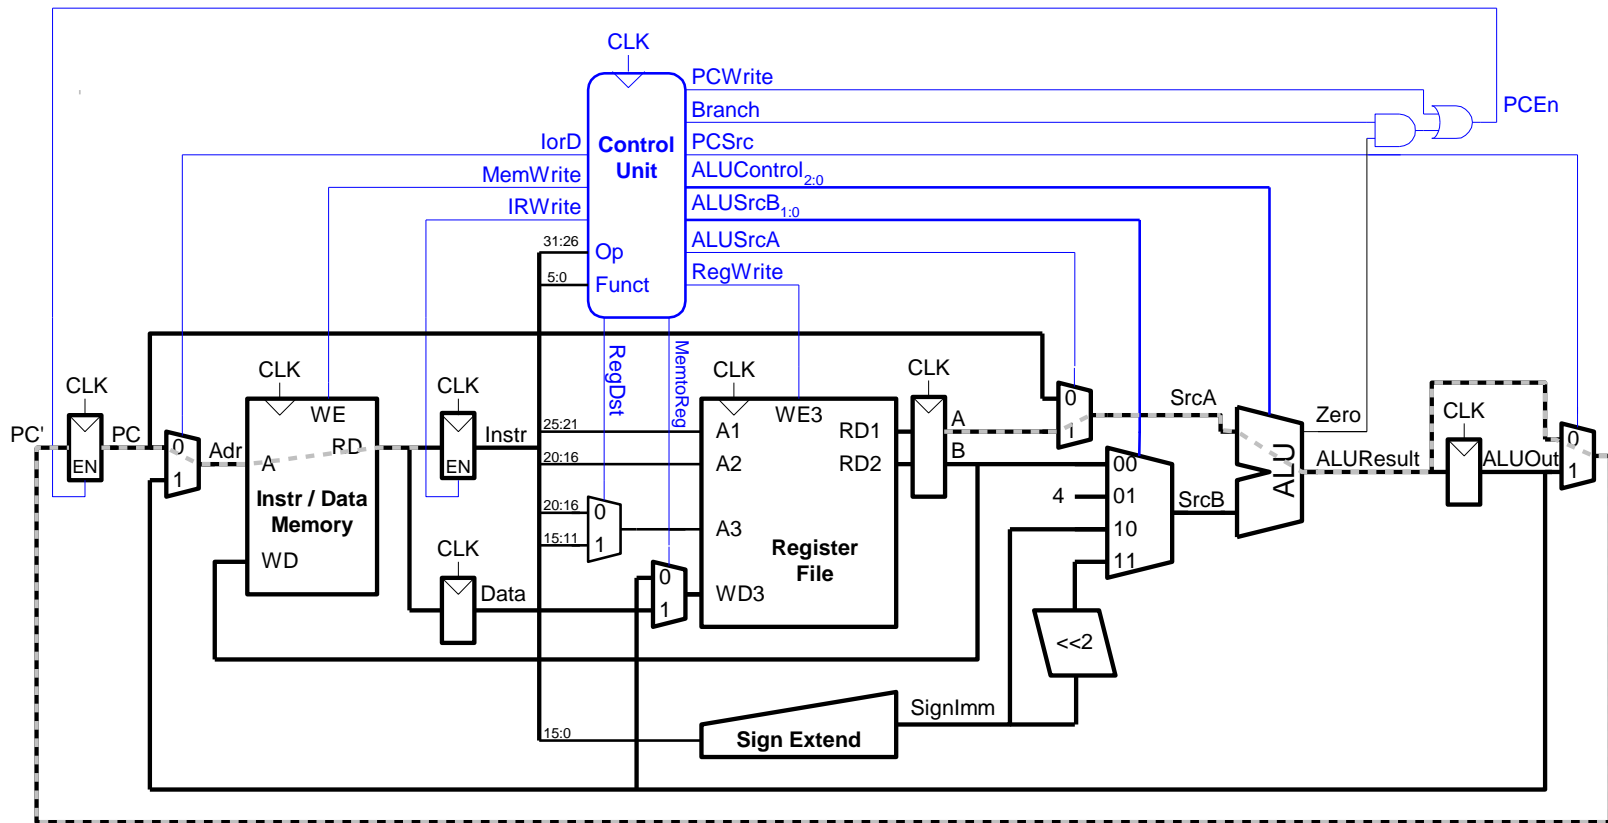 CLK
PCWrite
Branch
PCEn
IorD
Control
Unit
PCSrc
MemWrite
ALUControl2:0
IRWrite
ALUSrcB1:0
31:26
Op
ALUSrcA
5:0
Funct
RegWrite
RegDst
MemtoReg
CLK
CLK
CLK
CLK
CLK
PC'
PC
EN
0
1
Adr
A
RD
WE
Instr / Data
Memory
WD
EN
Instr
25:21
A1
WE3
RD1
20:16
A2
RD2
20:16
0
15:11
1
A3
Register
File
CLK
Data
0
1
WD3
A
B
0
1
SrcA
00
4
01
SrcB
10
11
<<2
ALU
Zero
ALUResult
CLK
ALUOut
0
1
SignImm
15:0
Sign Extend